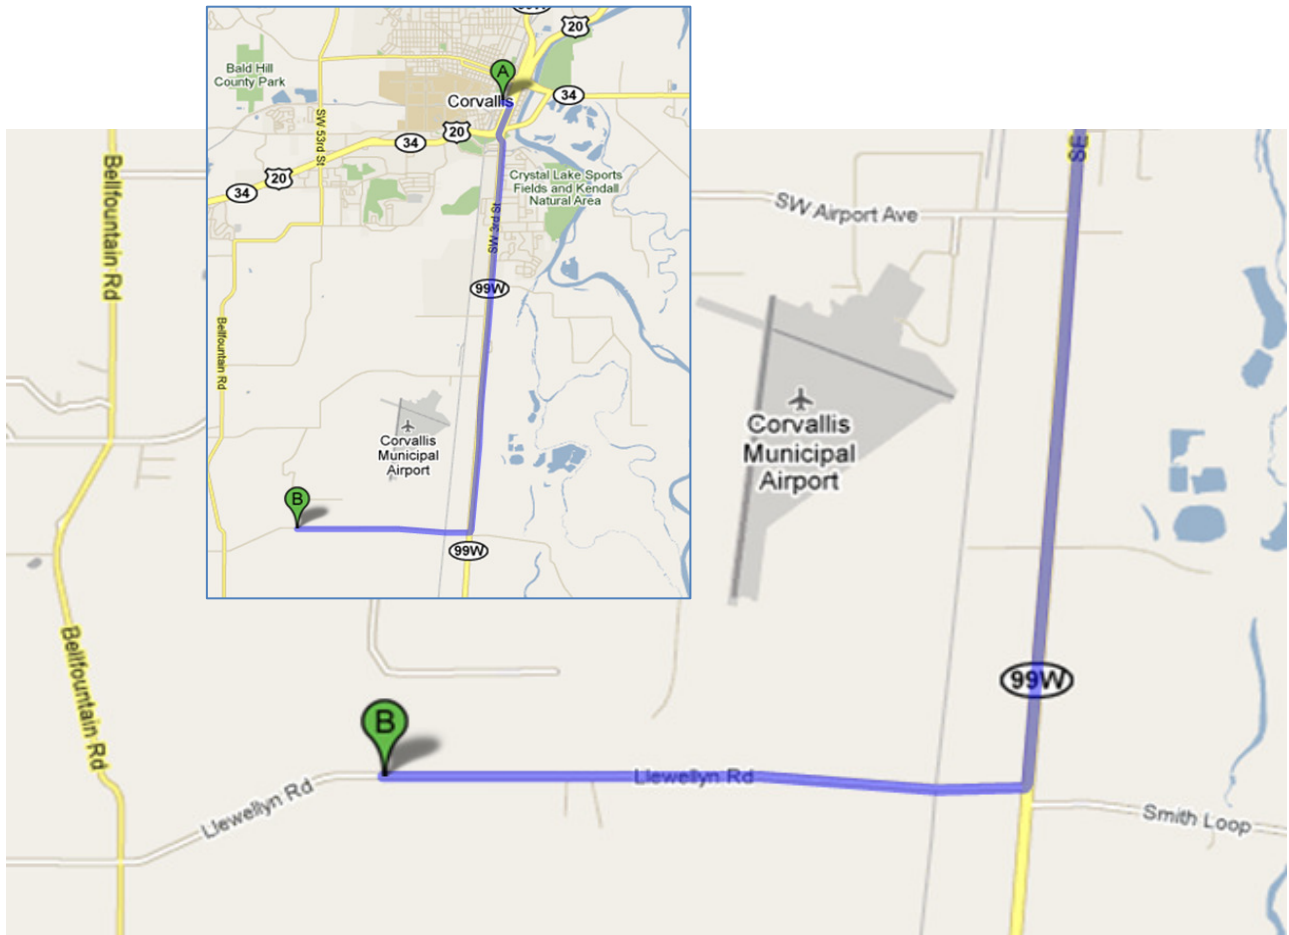 99W
20
Bald Hill
County Park
A
34
Corvallis
SW 53rd St
20
34
20
34
Crystal Lake Sports
Fields and Kendall
Natural Area
SW 3rd St
99W
Bellfountain Rd
Corvallis
Municipal
Airport
B
99W
Bellfountain Rd
SE
SW Airport Ave
Corvallis
Municipal
Airport
Bellfountain Rd
99W
B
Llewellyn Rd
Llewellyn Rd
Smith Loop